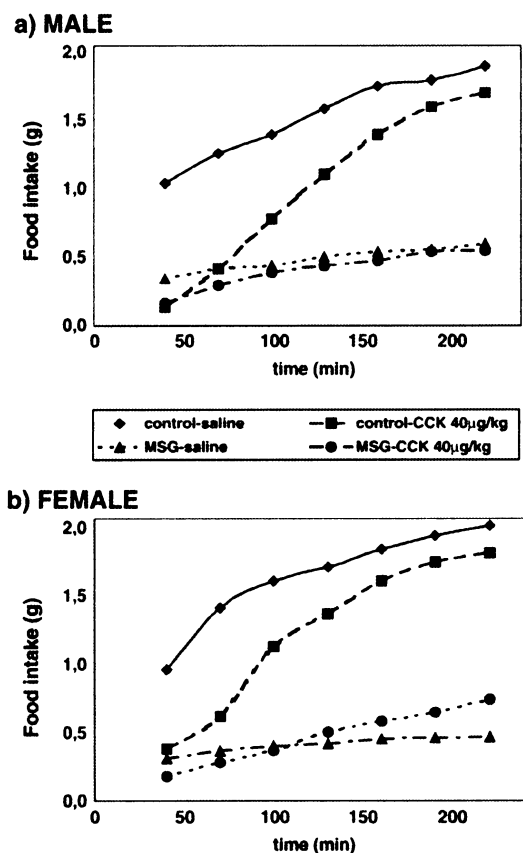 a) MALE
2,0
1,5
1,0
0,5
0,0
Food intake (g)
0 50 100 150 200
time (min)
control-saline control-CCK 40µg/kg
MSG-saline MSG-CCK 40µg/kg
b) FEMALE
2,0
1,5
1,0
0.5
0,0
Food intake (g)
0 50 100 150 200
time (min)